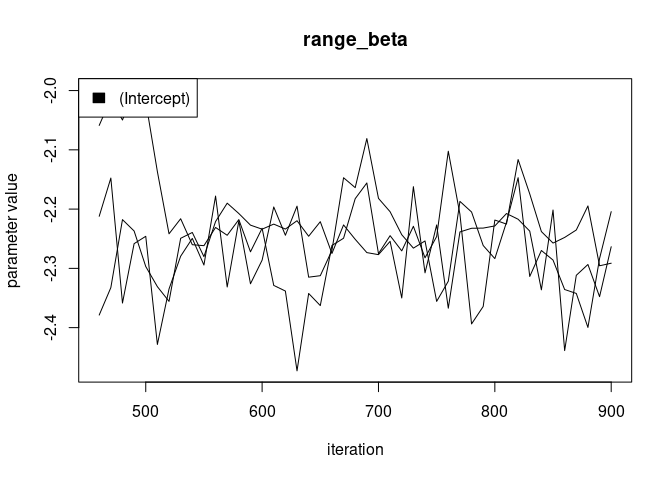 range_beta
(Intercept)
parameter value
-2.0
-2.1
-2.2
-2.3
-2.4
500 600 700 800 900
iteration